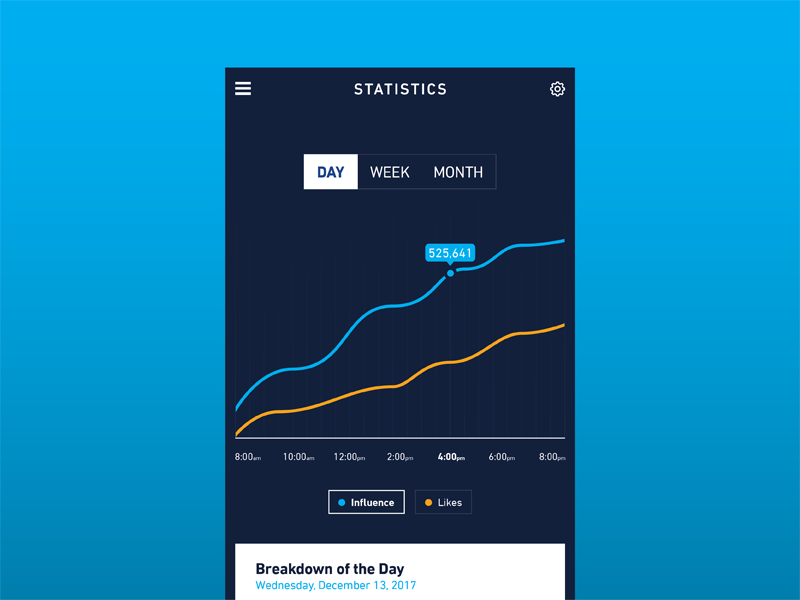 STATISTICS
DAY WEEK MONTH
525,641
8:00am 10:00am 12:00pm 2:00pm 4:00pm 6:00pm 8:00pm
Influence Likes
Breakdown of the Day
Wednesday, December 13, 2017